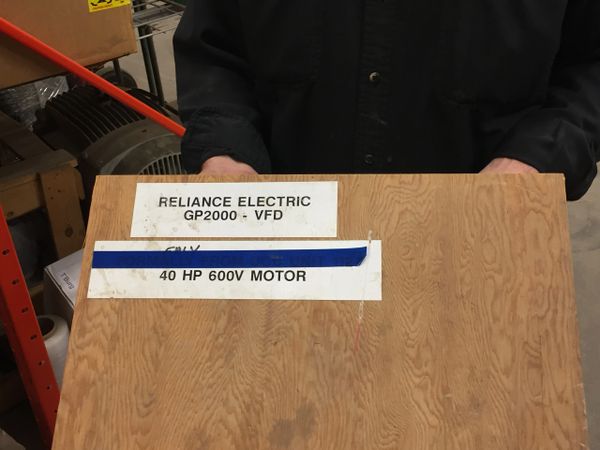 RELIANCE ELECTRIC
GP2000 - VFD
ONLY
40 HP 600V MOTOR